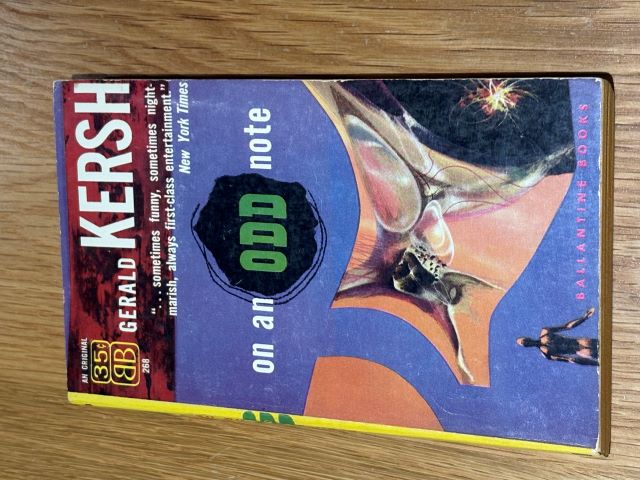 AN ORIGINAL
35¢
BB
268
GERALD
KERSH
"...sometimes funny, sometimes night-
marish, always first-class entertainment."
New York Times
on an ODD note
BALLANTINE BOOKS
ODD